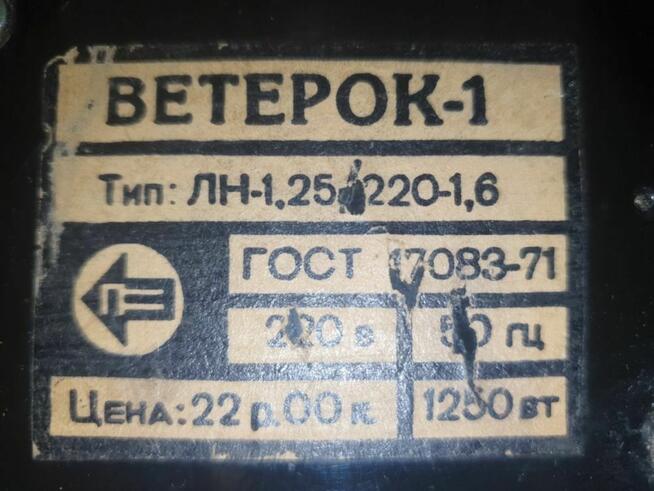 ВЕТЕРОК-1
Тип: ЛН-1,25/220-1,6
ГОСТ 17083-71
220 в 50 гц
Цена: 22 р.00 к. 1250 вт